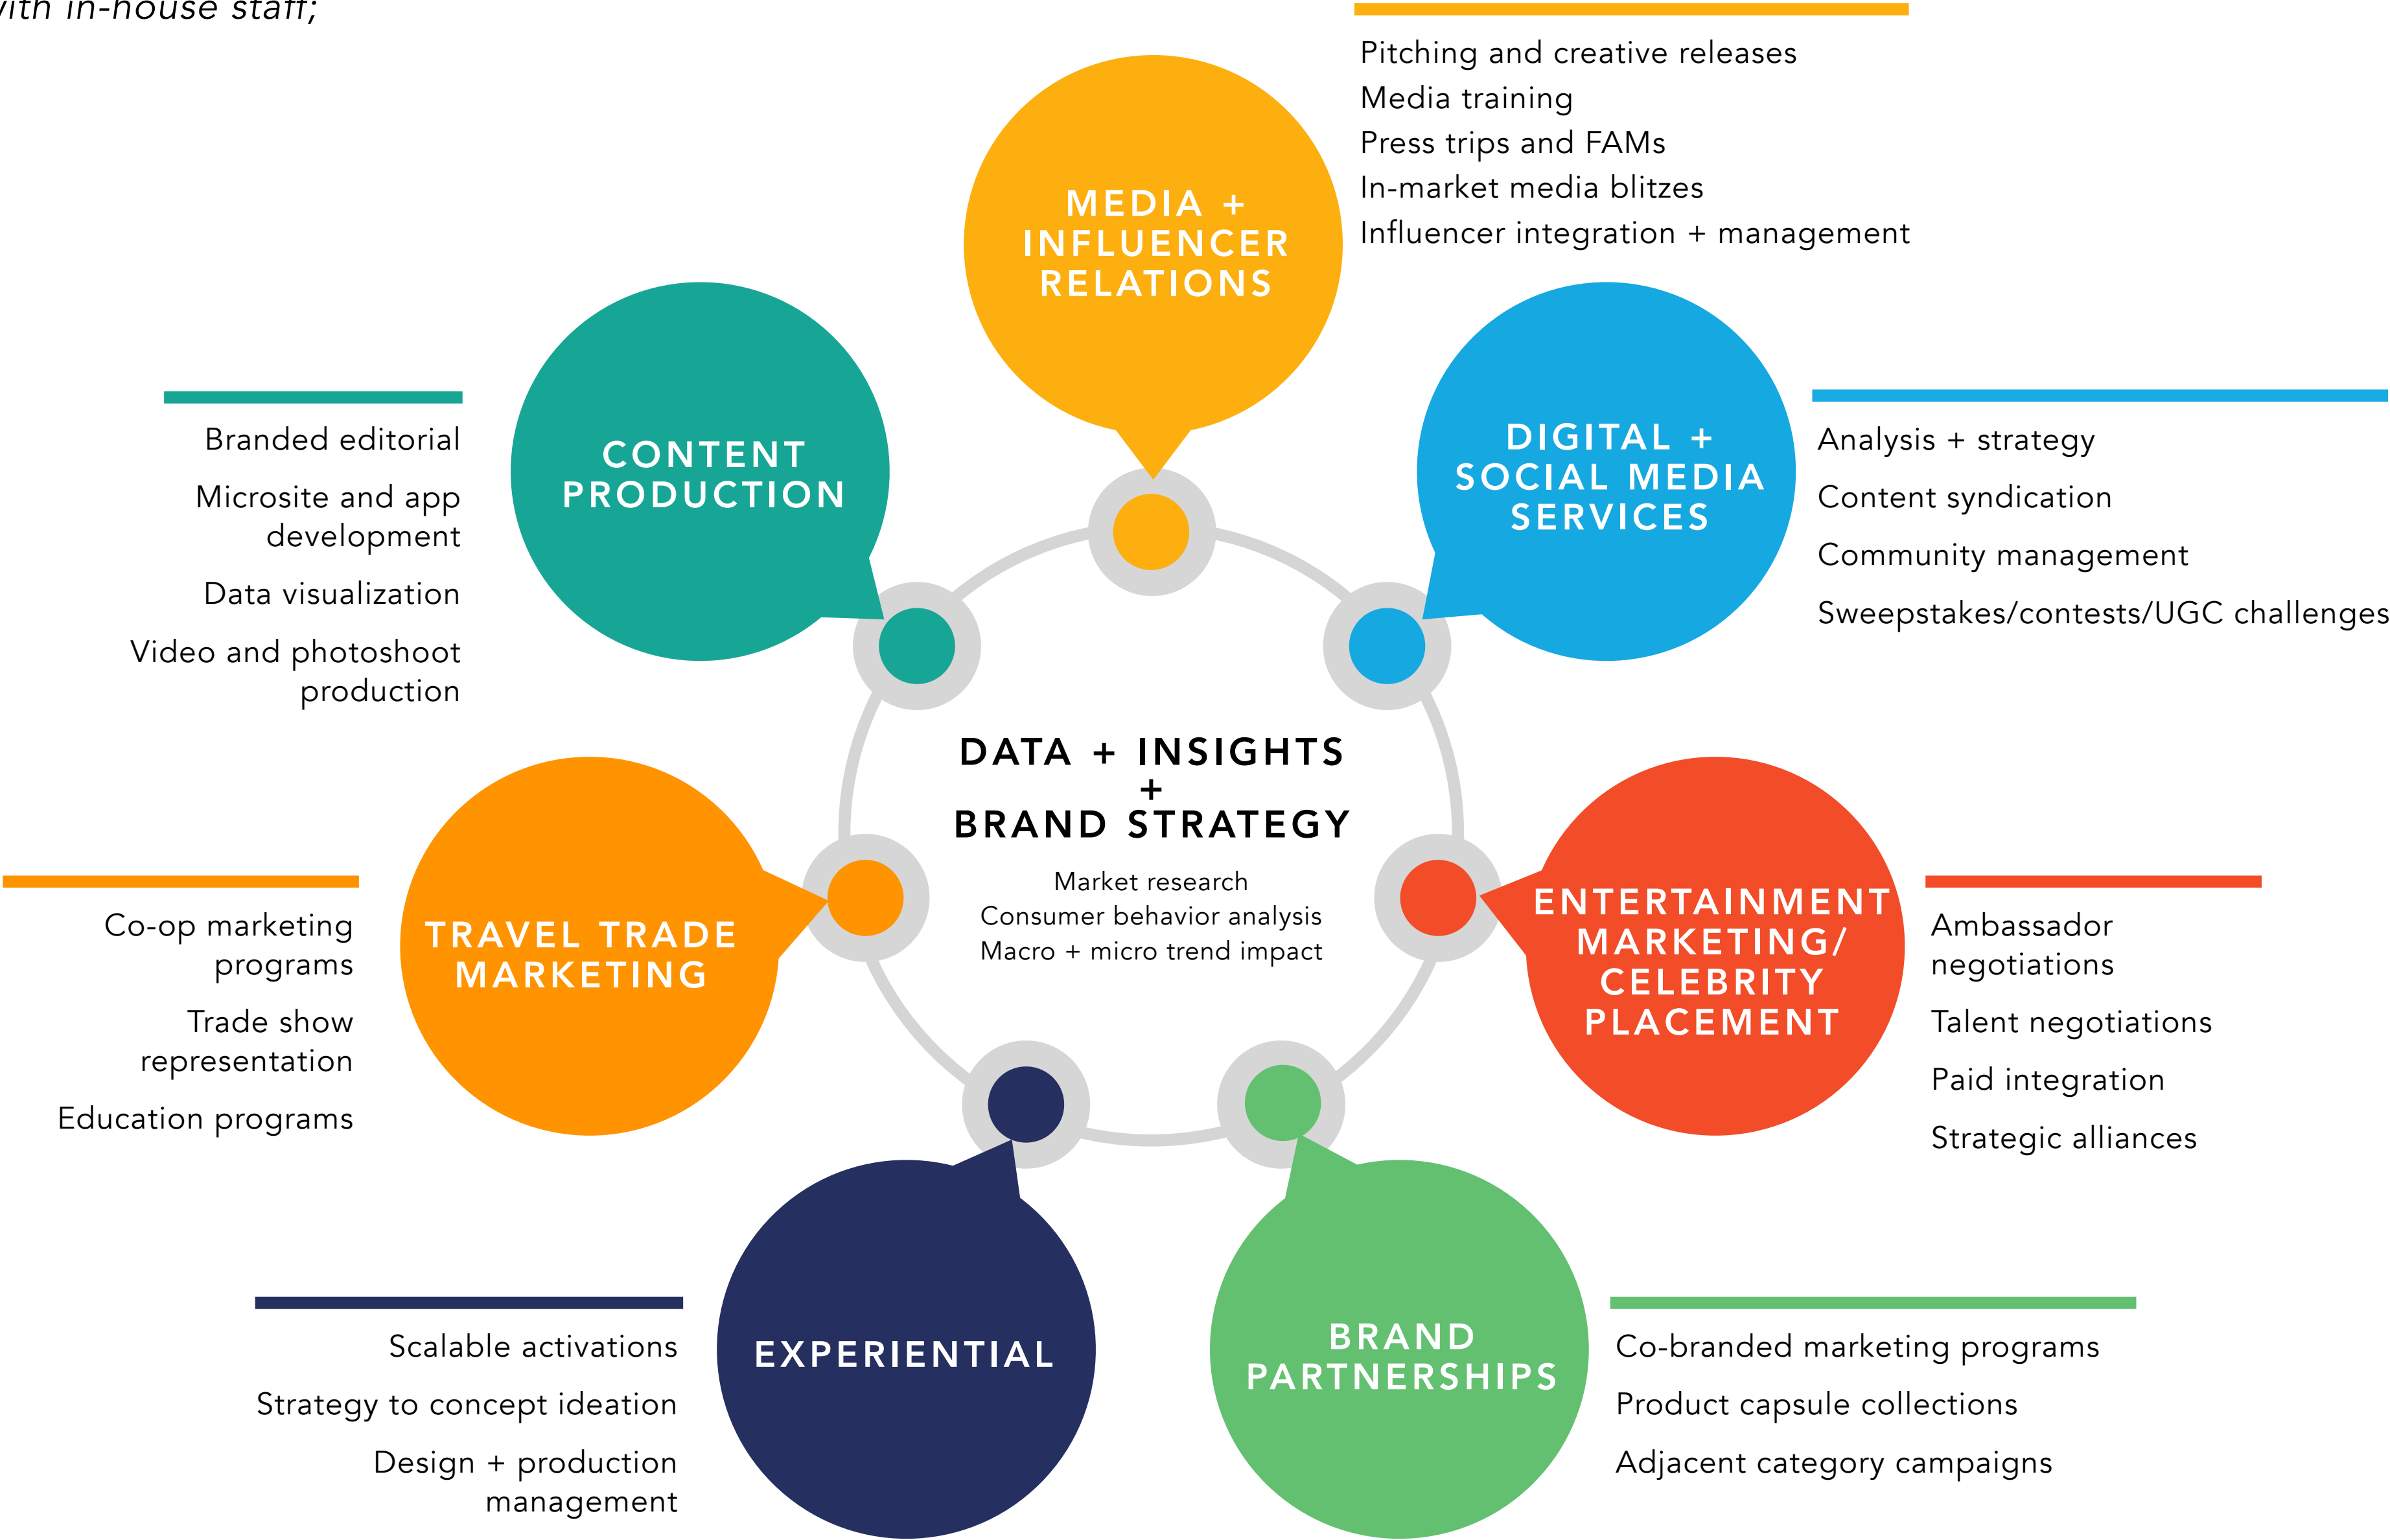 with in-house staff;
MEDIA +
INFLUENCER
RELATIONS
Pitching and creative releases
Media training
Press trips and FAMs
In-market media blitzes
Influencer integration + management
DIGITAL +
SOCIAL MEDIA
SERVICES
Analysis + strategy
Content syndication
Community management
Sweepstakes/contests/UGC challenges
ENTERTAINMENT
MARKETING/
CELEBRITY
PLACEMENT
Ambassador
negotiations
Talent negotiations
Paid integration
Strategic alliances
BRAND
PARTNERSHIPS
Co-branded marketing programs
Product capsule collections
Adjacent category campaigns
EXPERIENTIAL
Scalable activations
Strategy to concept ideation
Design + production
management
TRAVEL TRADE
MARKETING
Co-op marketing
programs
Trade show
representation
Education programs
CONTENT
PRODUCTION
Branded editorial
Microsite and app
development
Data visualization
Video and photoshoot
production
DATA + INSIGHTS
+
BRAND STRATEGY
Market research
Consumer behavior analysis
Macro + micro trend impact